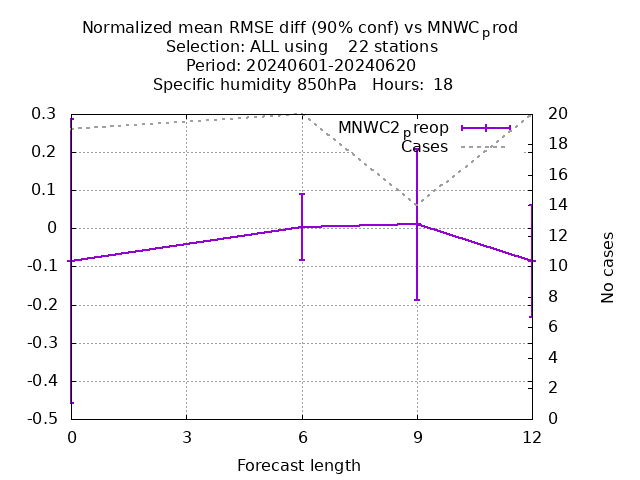 Normalized mean RMSE diff (90% conf) vs MNWCprod
Selection: ALL using 22 stations
Period: 20240601-20240620
Specific humidity 850hPa Hours: 18
MNWC2preop
Cases
0.3
0.2
0.1
0
-0.1
-0.2
-0.3
-0.4
-0.5
20
18
16
14
12
10
8
6
4
2
0
No cases
0 3 6 9 12
Forecast length